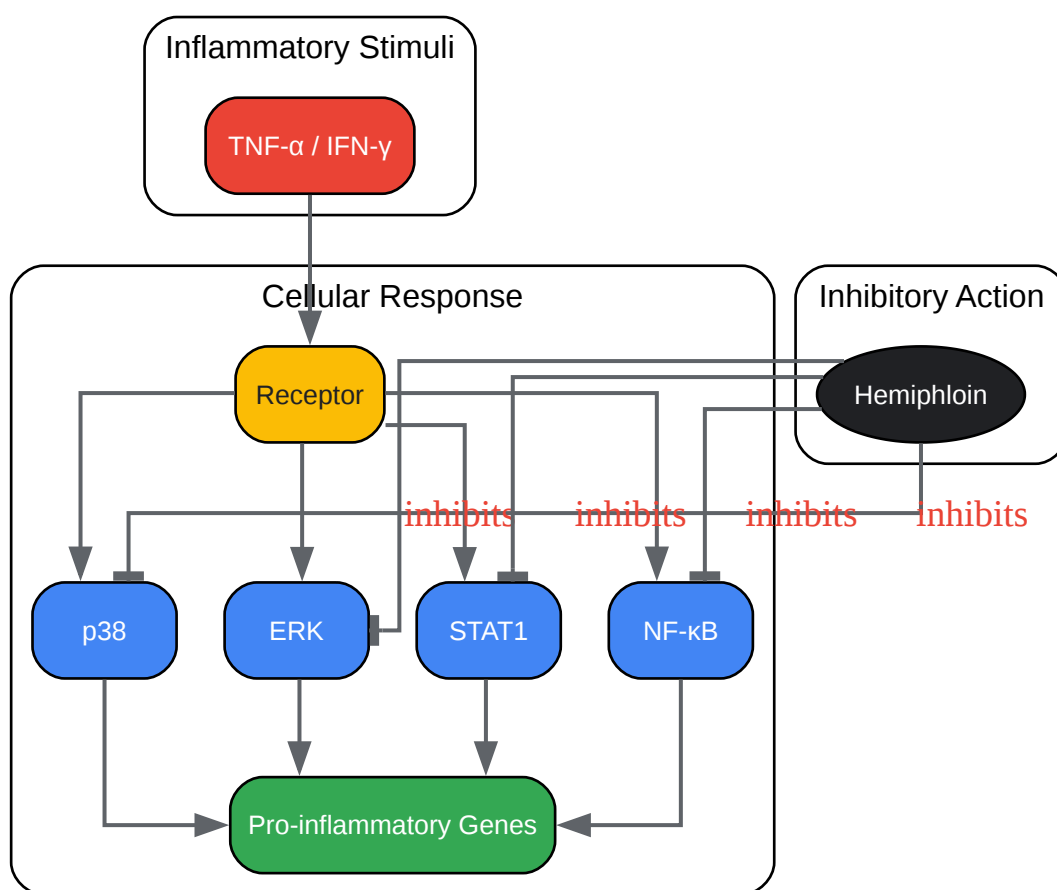 Inflammatory Stimuli
TNF-α / IFN-γ
Cellular Response
Inhibitory Action
Receptor
Hemiphloin
inhibits
inhibits
inhibits
inhibits
p38
ERK
STAT1
NF-κB
Pro-inflammatory Genes